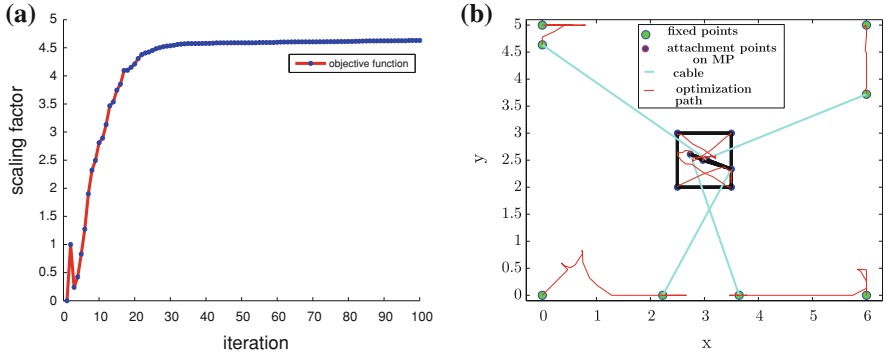 (a)
5
4.5
4
3.5
3
2.5
2
1.5
1
0.5
0
scaling factor
objective function
0 10 20 30 40 50 60 70 80 90 100
iteration
(b)
5
4.5
4
3.5
3
2.5
2
1.5
1
0.5
0
y
fixed points
attachment points
on MP
cable
optimization
path
0 1 2 3 4 5 6
x